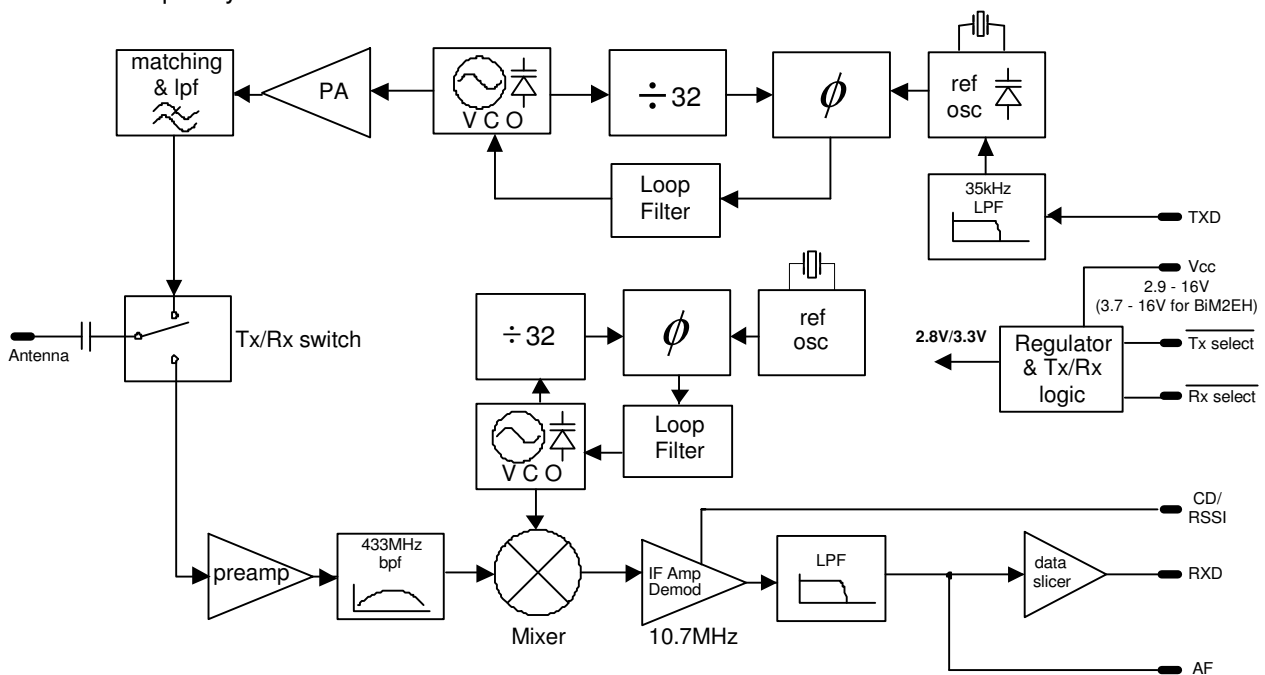 matching
& lpf
PA
V C O
÷32
ϕ
ref
osc
Loop
Filter
35kHz
LPF
TXD
Vcc
2.9 - 16V
(3.7 - 16V for BiM2EH)
Antenna
Tx/Rx switch
÷32
ϕ
ref
osc
2.8V/3.3V
Regulator
& Tx/Rx
logic
Tx select
Rx select
V C O
Loop
Filter
CD/
RSSI
preamp
433MHz
bpf
Mixer
IF Amp
Demod
10.7MHz
LPF
data
slicer
RXD
AF